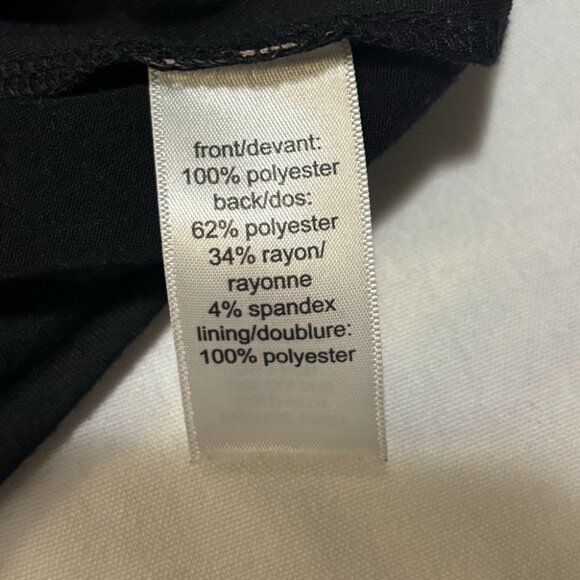 front/devant:
100% polyester
back/dos:
62% polyester
34% rayon/
rayonne
4% spandex
lining/doublure:
100% polyester